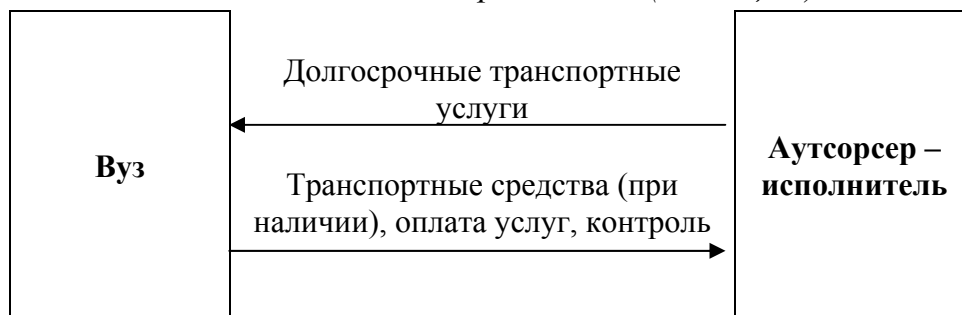 Долгосрочные транспортные
услуги
Вуз
Аутсорсер –
исполнитель
Транспортные средства (при
наличии), оплата услуг, контроль